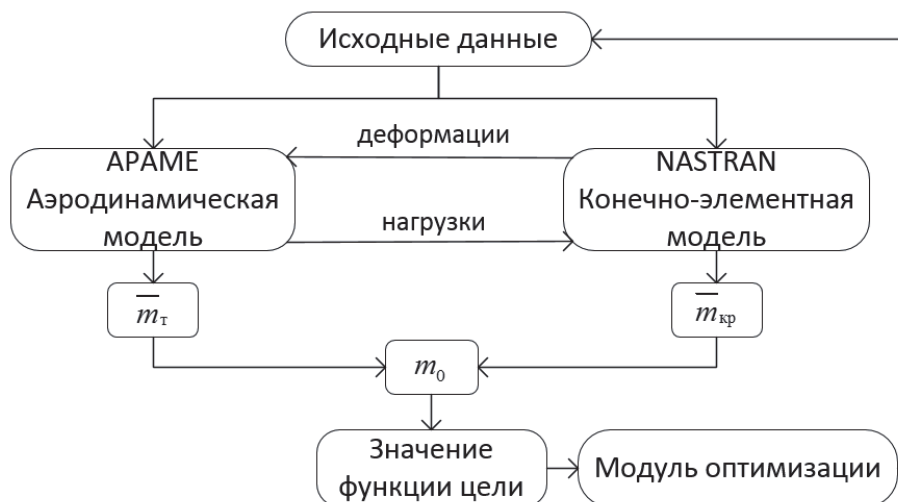 Исходные данные
деформации
APAME
Аэродинамическая
модель
NASTRAN
Конечно-элементная
модель
нагрузки
m̅т
m̅кр
m₀
Значение
функции цели
Модуль оптимизации